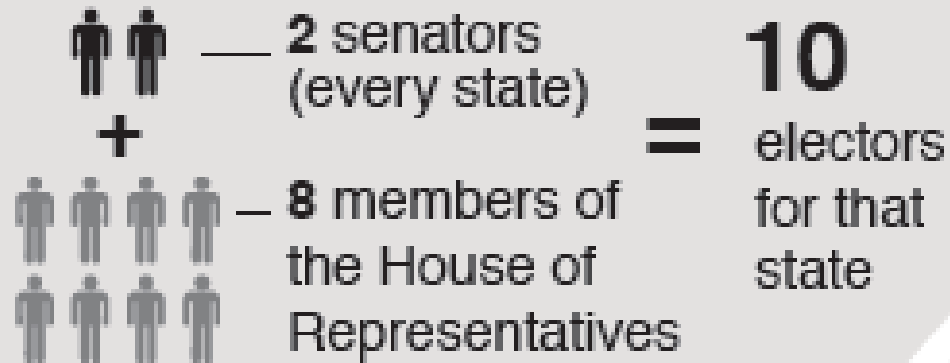 2 senators
(every state)
+
8 members of
the House of
Representatives
=
10
electors
for that
state